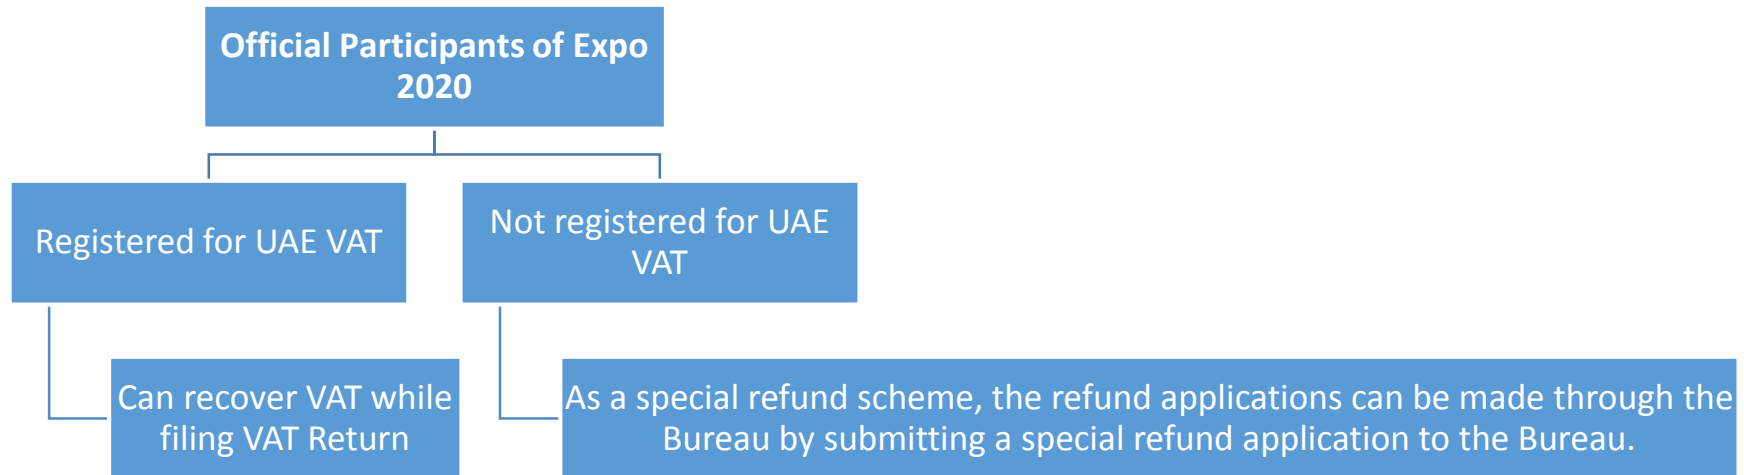 Official Participants of Expo
2020
Registered for UAE VAT
Not registered for UAE
VAT
Can recover VAT while
filing VAT Return
As a special refund scheme, the refund applications can be made through the
Bureau by submitting a special refund application to the Bureau.